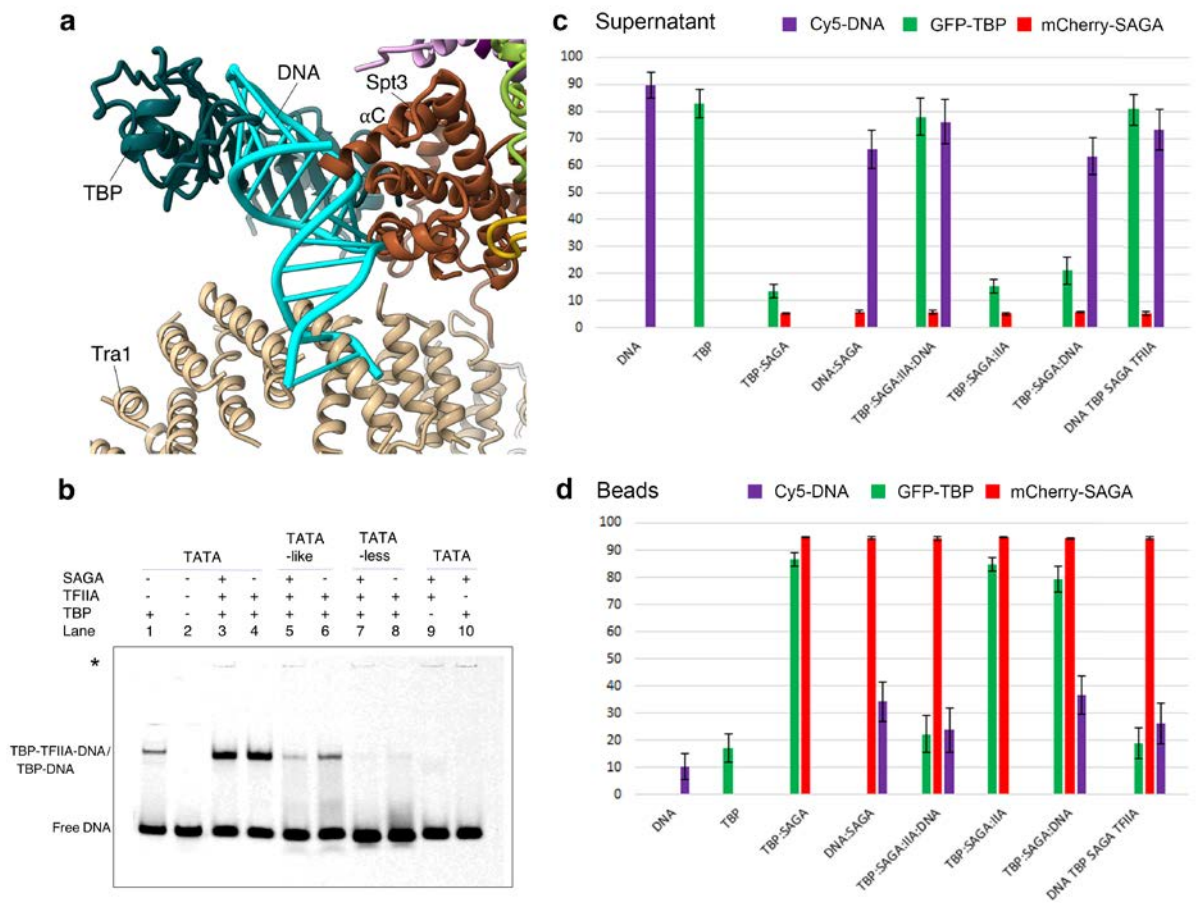 a
DNA
Spt3
αC
TBP
Tra1
b
TATA TATA -like TATA -less TATA
SAGA - - + - + - + - + +
TFIIA - - + + + + + + + -
TBP + - + + + + + + - +
Lane 1 2 3 4 5 6 7 8 9 10
*
TBP-TFIIA-DNA/
TBP-DNA
Free DNA
c Supernatant Cy5-DNA GFP-TBP mCherry-SAGA
100
90
80
70
60
50
40
30
20
10
0
DNA
TBP
TBP:SAGA
DNA:SAGA
TBP:SAGA:IIA:DNA
TBP:SAGA:IIA
TBP:SAGA:DNA
DNA TBP SAGA TFIIA
d Beads Cy5-DNA GFP-TBP mCherry-SAGA
100
90
80
70
60
50
40
30
20
10
0
DNA
TBP
TBP:SAGA
DNA:SAGA
TBP:SAGA:IIA:DNA
TBP:SAGA:IIA
TBP:SAGA:DNA
DNA TBP SAGA TFIIA